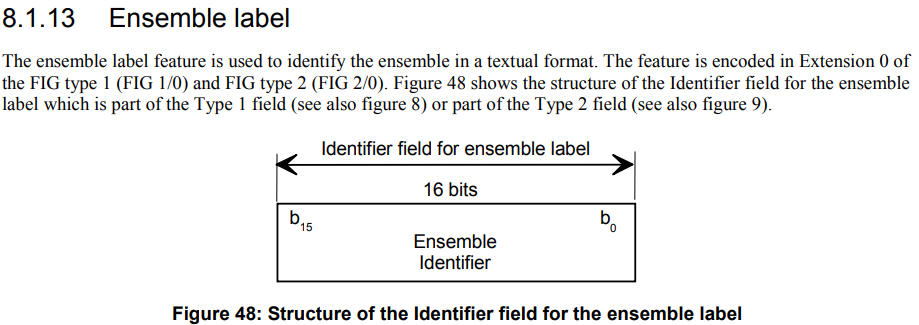 8.1.13 Ensemble label
The ensemble label feature is used to identify the ensemble in a textual format. The feature is encoded in Extension 0 of
the FIG type 1 (FIG 1/0) and FIG type 2 (FIG 2/0). Figure 48 shows the structure of the Identifier field for the ensemble
label which is part of the Type 1 field (see also figure 8) or part of the Type 2 field (see also figure 9).
Identifier field for ensemble label
16 bits
b15 b0
Ensemble
Identifier
Figure 48: Structure of the Identifier field for the ensemble label